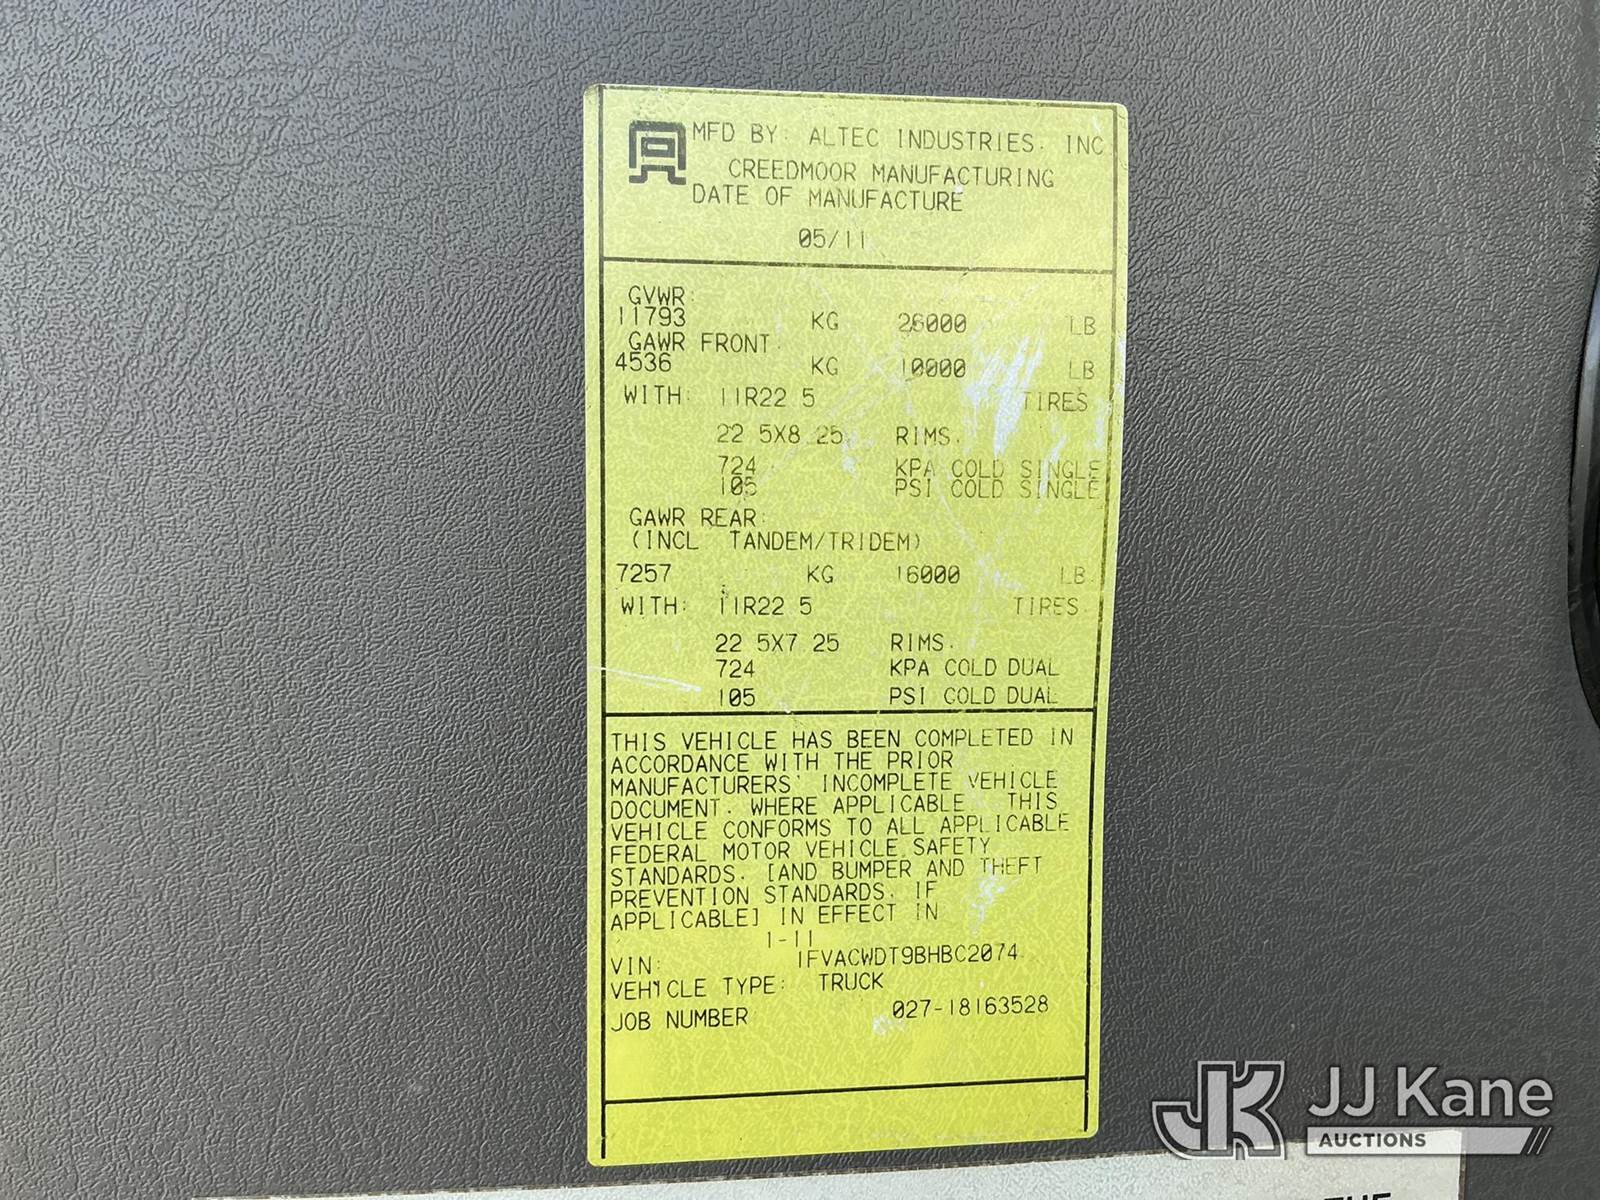 MFD BY: ALTEC INDUSTRIES. INC
CREEDMOOR MANUFACTURING
DATE OF MANUFACTURE
05/11
GVWR:
11793 KG 26000 LB
GAWR FRONT:
4536 KG 10000 LB
WITH: 11R22 5 TIRES
22 5X8 25 RIMS.
724 KPA COLD SINGLE
105 PSI COLD SINGLE
GAWR REAR:
(INCL TANDEM/TRIDEM)
7257 KG 16000 LB.
WITH: 11R22 5 TIRES.
22 5X7 25 RIMS.
724 KPA COLD DUAL
105 PSI COLD DUAL
THIS VEHICLE HAS BEEN COMPLETED IN
ACCORDANCE WITH THE PRIOR
MANUFACTURERS' INCOMPLETE VEHICLE
DOCUMENT. WHERE APPLICABLE THIS
VEHICLE CONFORMS TO ALL APPLICABLE
FEDERAL MOTOR VEHICLE SAFETY
STANDARDS. [AND BUMPER AND THEFT
PREVENTION STANDARDS. IF
APPLICABLE] IN EFFECT IN
1-11
VIN: 1FVACWDT9BHBC2074
VEHICLE TYPE: TRUCK
JOB NUMBER 027-18163528
JK JJ Kane
AUCTIONS
THE